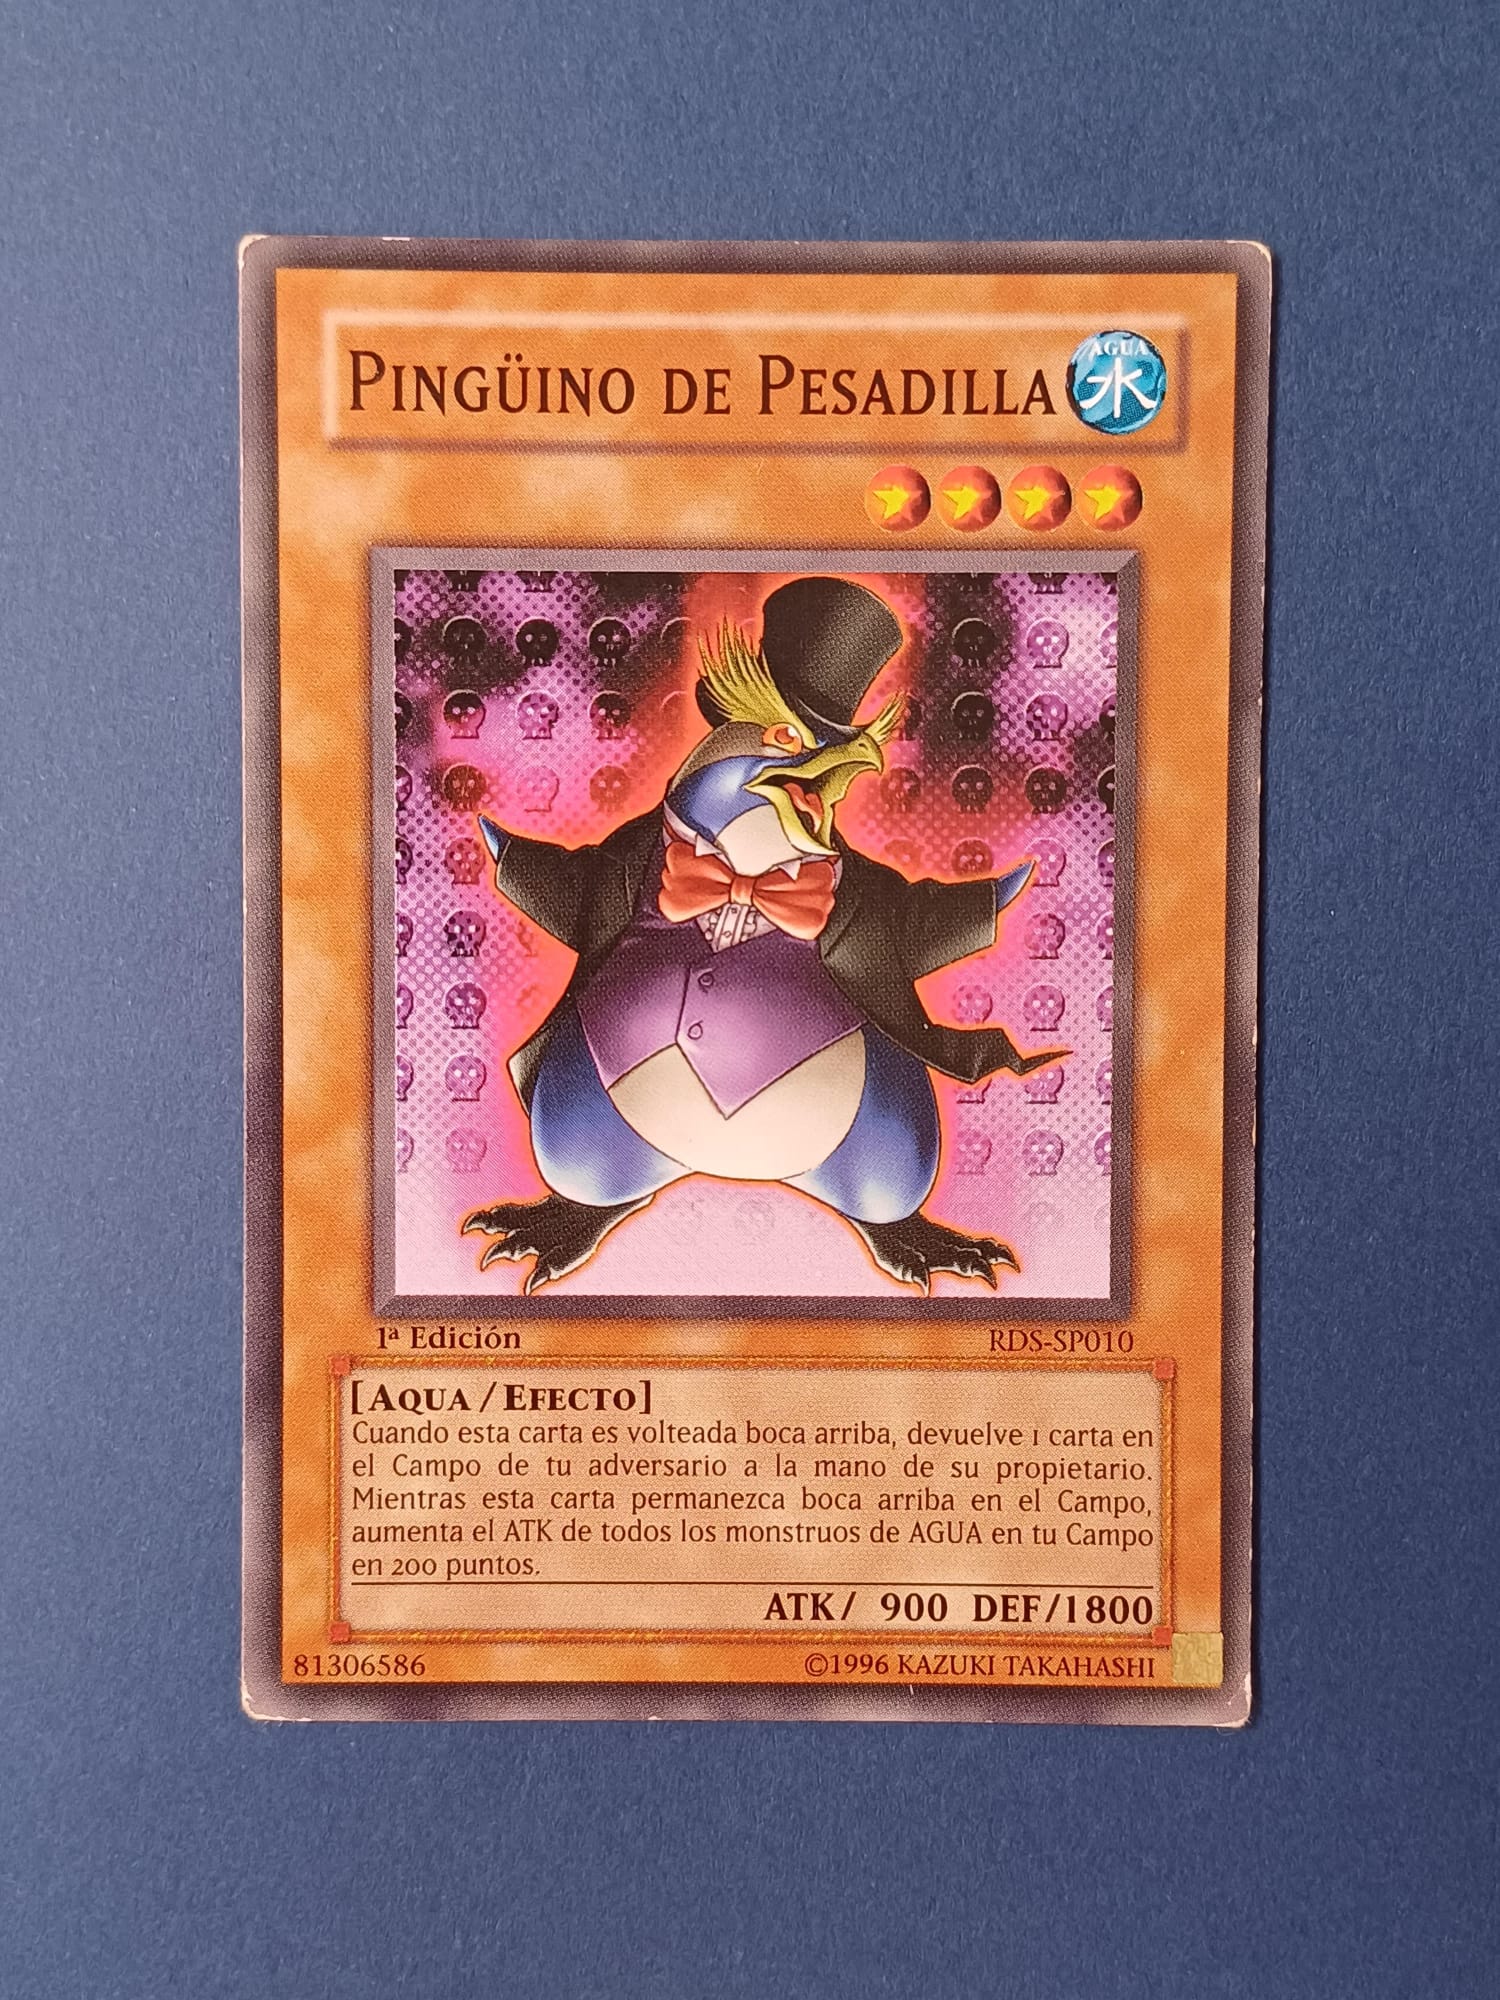 PINGÜINO DE PESADILLA
AGUA
水
1ª Edición
RDS-SP010
[AQUA / EFECTO]
Cuando esta carta es volteada boca arriba, devuelve 1 carta en
el Campo de tu adversario a la mano de su propietario.
Mientras esta carta permanezca boca arriba en el Campo,
aumenta el ATK de todos los monstruos de AGUA en tu Campo
en 200 puntos.
ATK/ 900 DEF/1800
81306586
©1996 KAZUKI TAKAHASHI